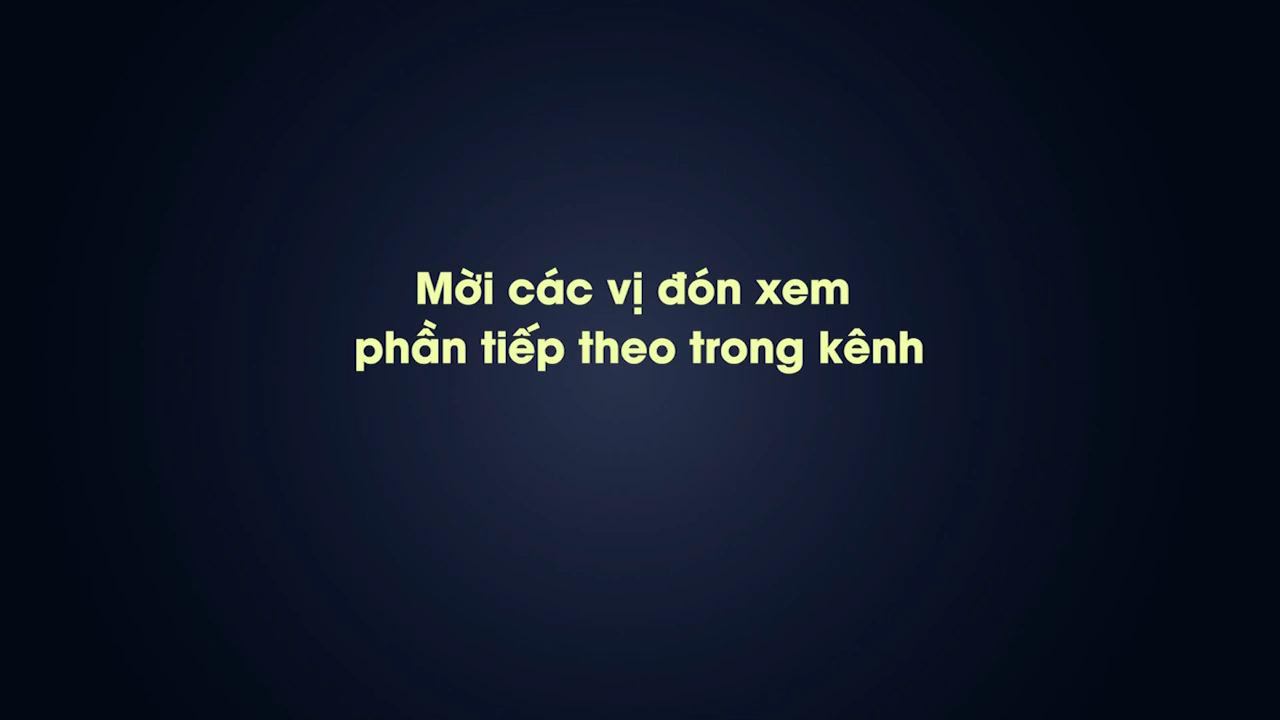 Mời các vị đón xem
phần tiếp theo trong kênh